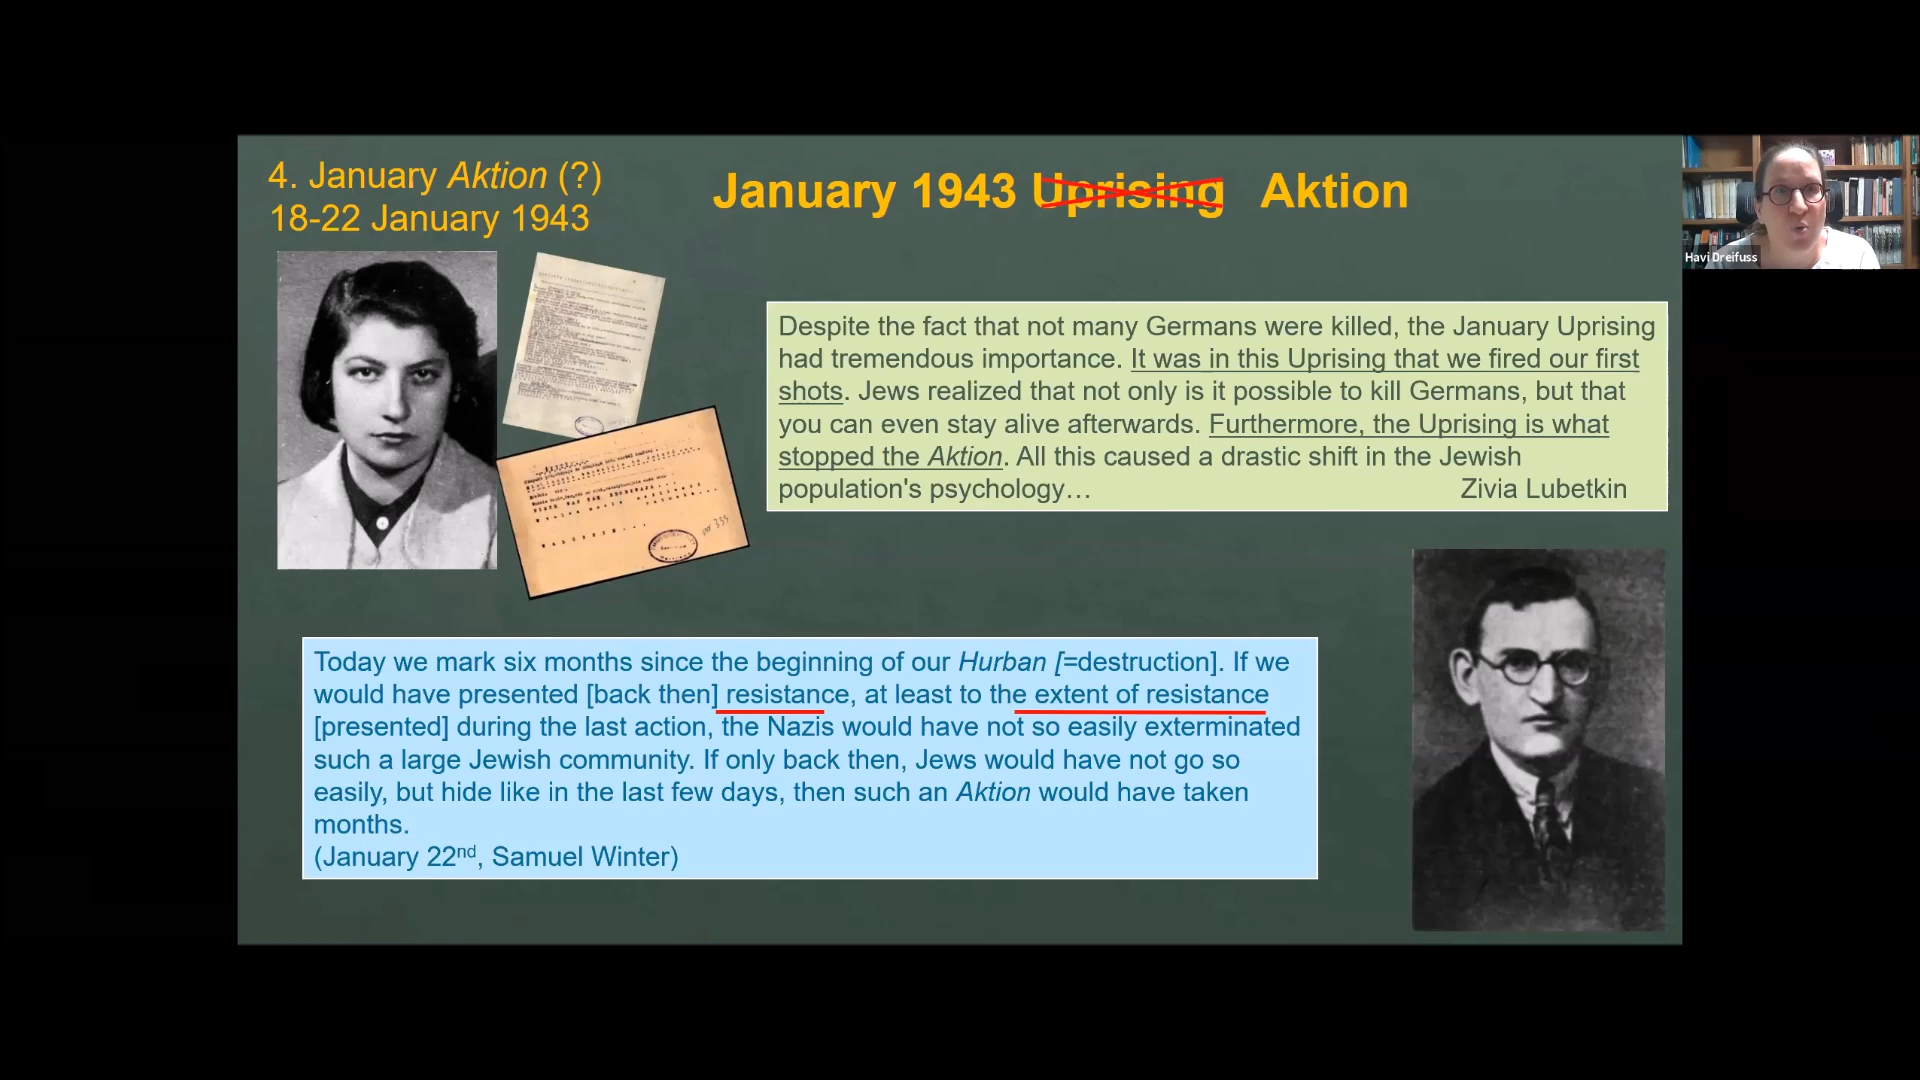 4. January Aktion (?)
18-22 January 1943
January 1943 Uprising Aktion
Havi Dreifuss
Despite the fact that not many Germans were killed, the January Uprising
had tremendous importance. It was in this Uprising that we fired our first
shots. Jews realized that not only is it possible to kill Germans, but that
you can even stay alive afterwards. Furthermore, the Uprising is what
stopped the Aktion. All this caused a drastic shift in the Jewish
population's psychology… Zivia Lubetkin
Today we mark six months since the beginning of our Hurban [=destruction]. If we
would have presented [back then] resistance, at least to the extent of resistance
[presented] during the last action, the Nazis would have not so easily exterminated
such a large Jewish community. If only back then, Jews would have not go so
easily, but hide like in the last few days, then such an Aktion would have taken
months.
(January 22nd, Samuel Winter)